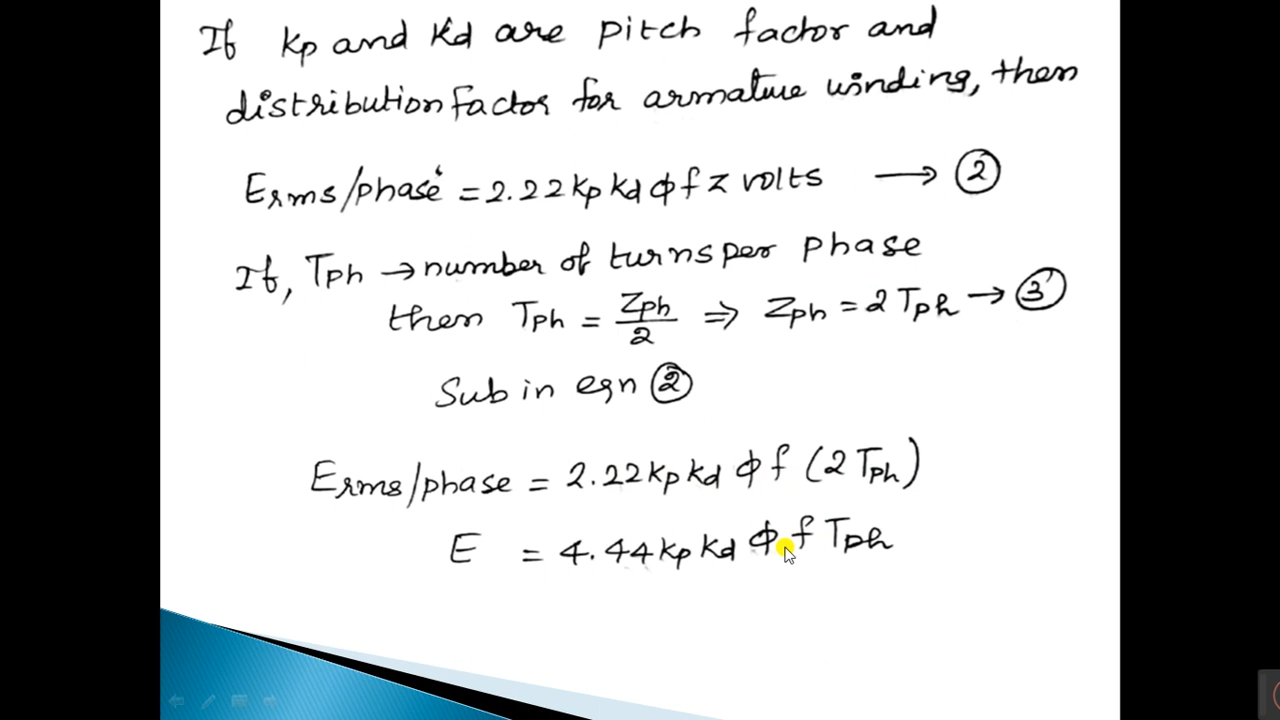 If Kp and Kd are pitch factor and
distribution factor for armature winding, then
Erms/phase = 2.22 Kp Kd ϕ f Z volts → ②
If, Tph → number of turns per phase
then Tph = Zph/2 ⇒ Zph = 2 Tph → ③
Sub in eqn ②
Erms/phase = 2.22 Kp Kd ϕ f (2 Tph)
E = 4.44 Kp Kd ϕ f Tph